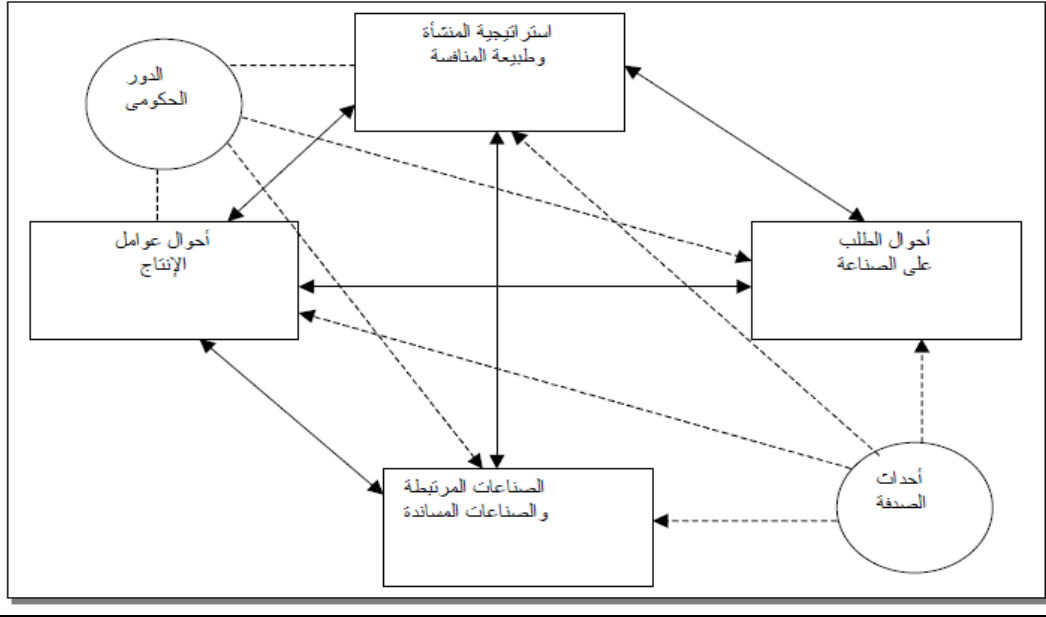 استراتيجية المنشأة
وطبيعة المنافسة
الدور
الحكومى
أحوال الطلب
على الصناعة
أحوال عوامل
الإنتاج
الصناعات المرتبطة
والصناعات المساندة
أحداث
الصدفة